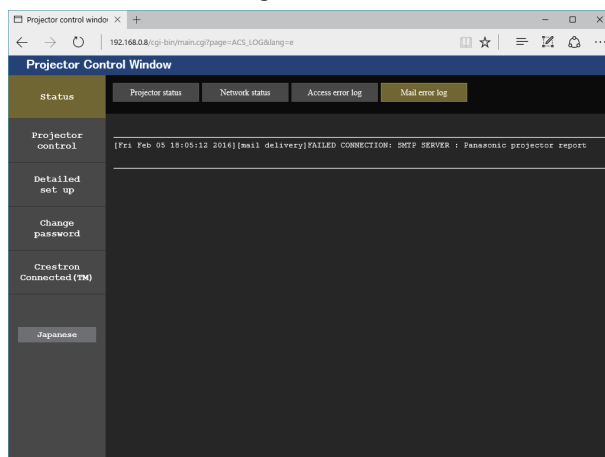 Projector control windo
192.168.0.8/cgi-bin/main.cgi?page=ACS_LOG&lang=e
Projector Control Window
Status
Projector status
Network status
Access error log
Mail error log
[Fri Feb 05 18:05:12 2016][mail delivery]FAILED CONNECTION: SMTP SERVER : Panasonic projector report
Projector
control
Detailed
set up
Change
password
Crestron
Connected(TM)
Japanese